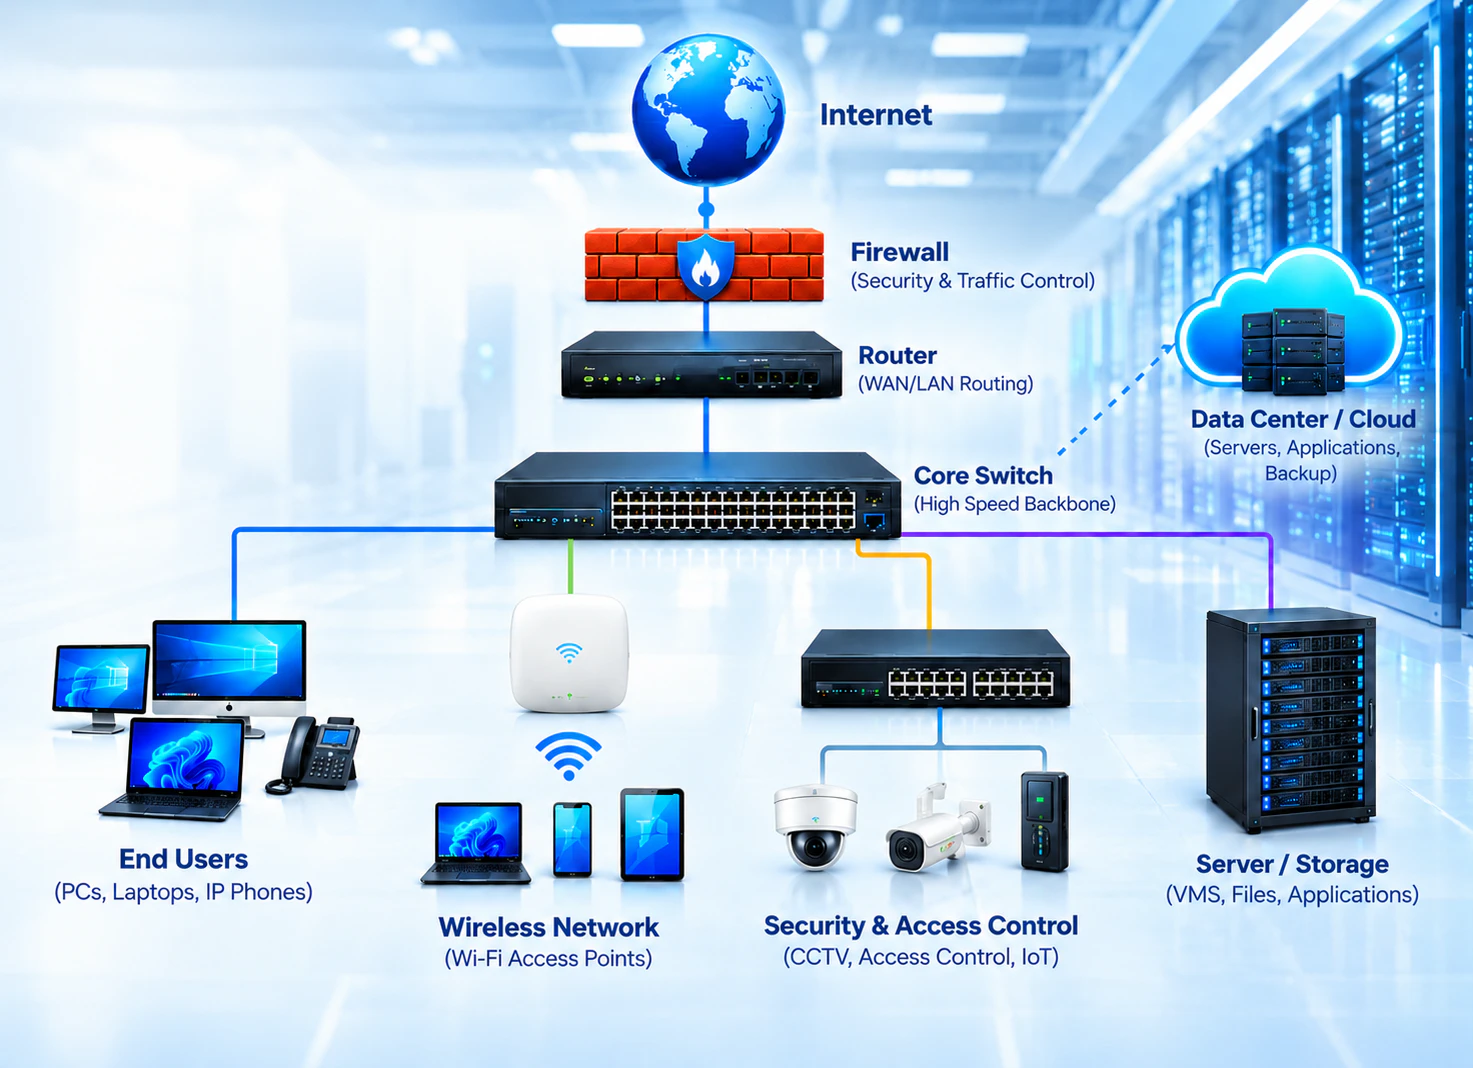 Internet
Firewall
(Security & Traffic Control)
Router
(WAN/LAN Routing)
Data Center / Cloud
(Servers, Applications,
Backup)
Core Switch
(High Speed Backbone)
End Users
(PCs, Laptops, IP Phones)
Wireless Network
(Wi-Fi Access Points)
Security & Access Control
(CCTV, Access Control, IoT)
Server / Storage
(VMS, Files, Applications)